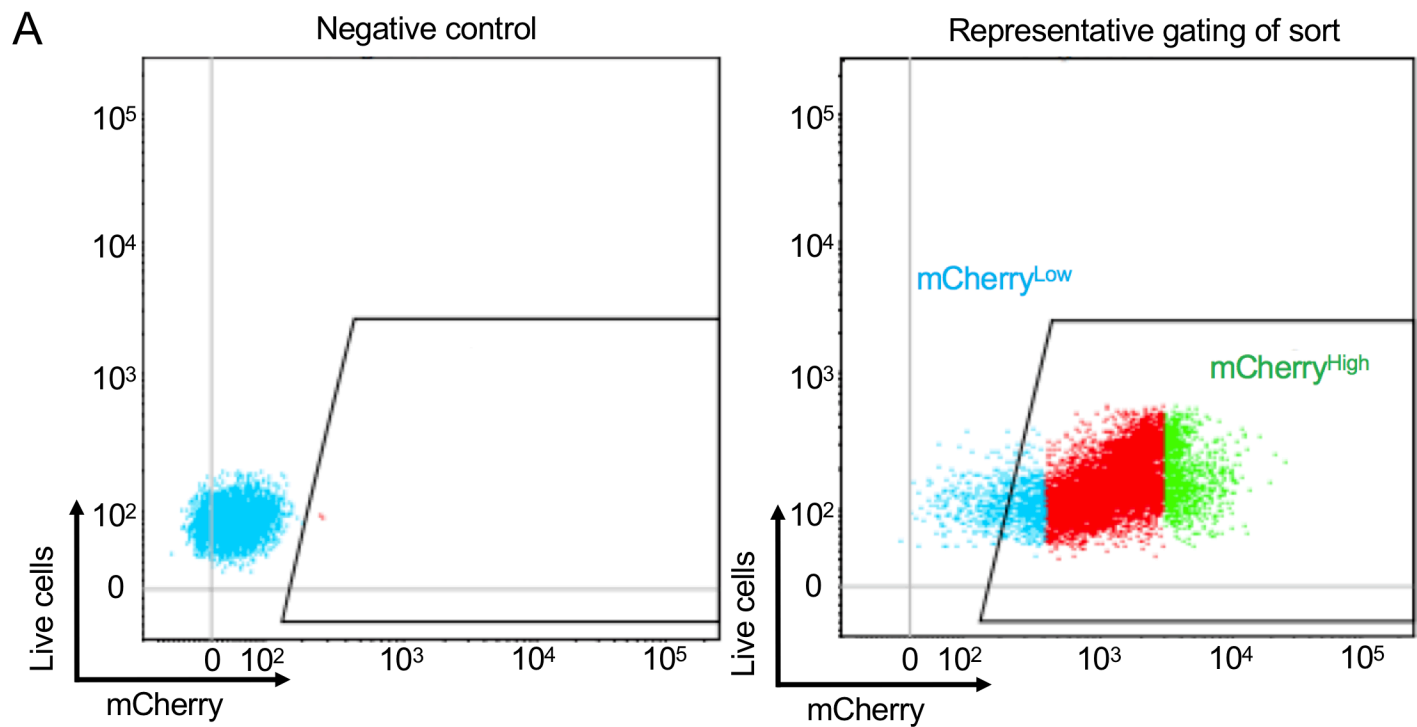 A
Negative control
Representative gating of sort
10⁵
10⁴
10³
10²
0
Live cells
0 10² 10³ 10⁴ 10⁵
mCherry
10⁵
10⁴
10³
10²
0
mCherryᴸᵒʷ
mCherryᴴⁱᵍʰ
Live cells
0 10² 10³ 10⁴ 10⁵
mCherry